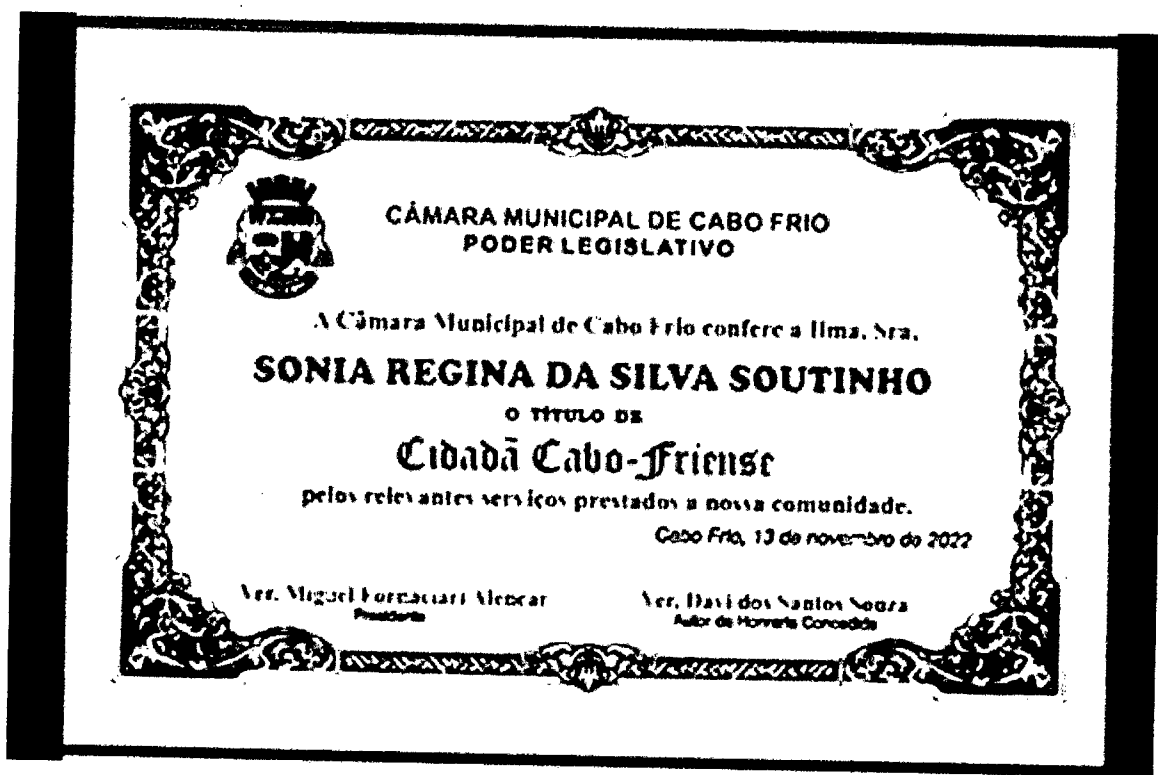 CÂMARA MUNICIPAL DE CABO FRIO
PODER LEGISLATIVO
A Câmara Municipal de Cabo Frio confere a Ilma. Sra.
SONIA REGINA DA SILVA SOUTINHO
O TÍTULO DE
Cidadã Cabo-Friense
pelos relevantes serviços prestados a nossa comunidade.
Cabo Frio, 13 de novembro de 2022
Ver. Miguel Fornaciari Alencar
Presidente
Ver. Davi dos Santos Souza
Autor da Honraria Concedida